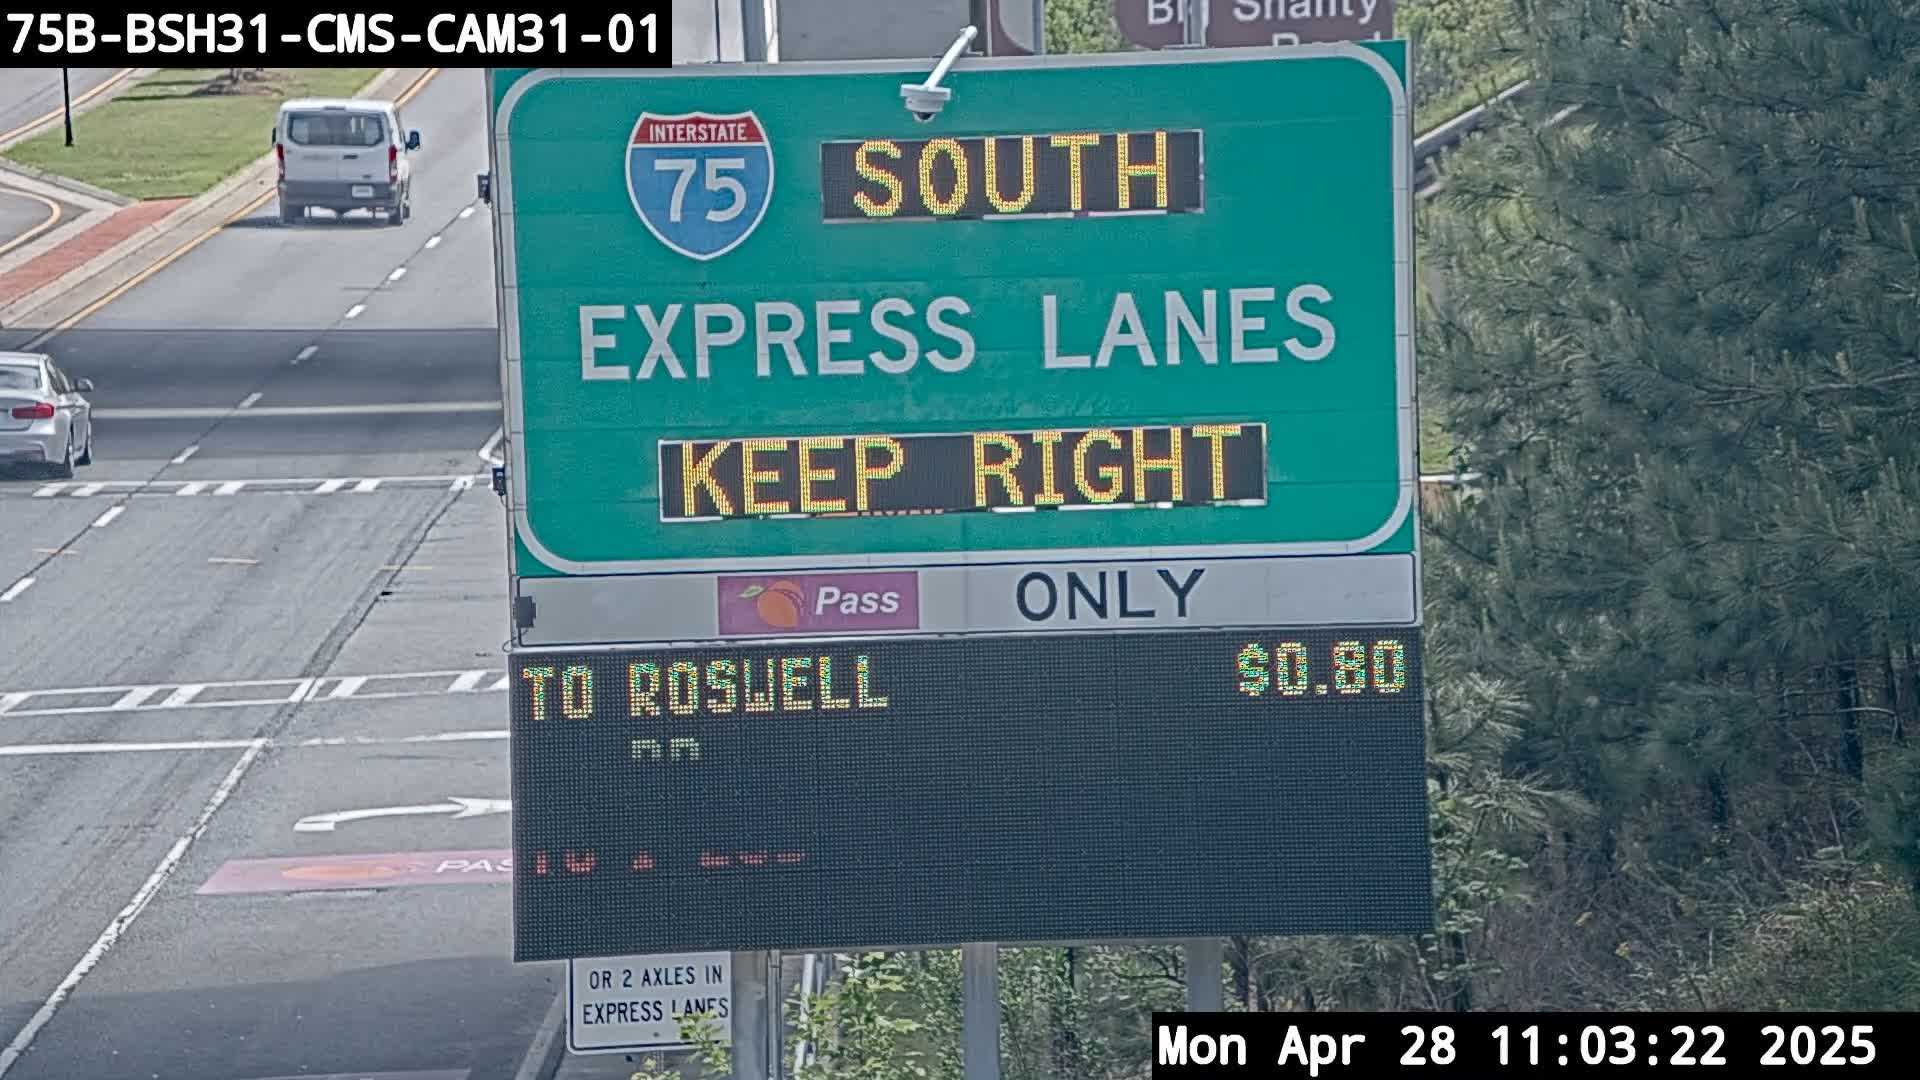 75B-BSH31-CMS-CAM31-01
Shanty
INTERSTATE
75
SOUTH
EXPRESS LANES
KEEP RIGHT
Pass ONLY
TO ROSWELL $0.80
OR 2 AXLES IN
EXPRESS LANES
Mon Apr 28 11:03:22 2025